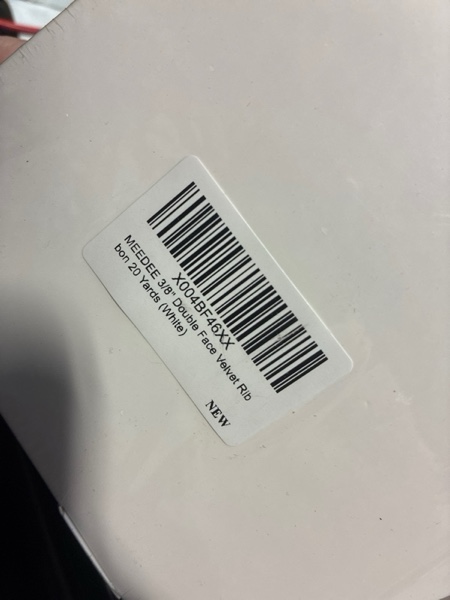 X004BF46XX
MEEDEE 3/8" Double Face Velvet Rib
bon 20 Yards (White)
NEW